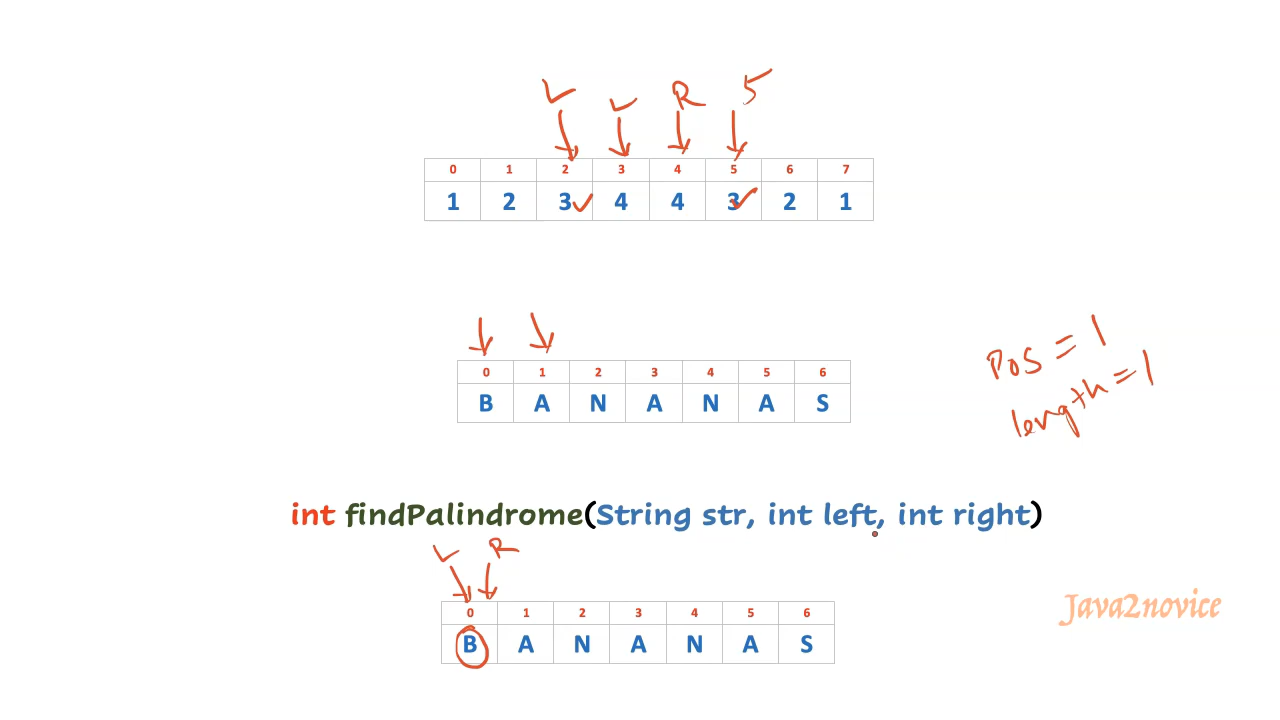 L L R 5
0 1 2 3 4 5 6 7
1 2 3 4 4 3 2 1
POS = 1
0 1 2 3 4 5 6
length = 1
B A N A N A S
int findPalindrome(String str, int left, int right)
L R
0 1 2 3 4 5 6
Java2novice
B A N A N A S